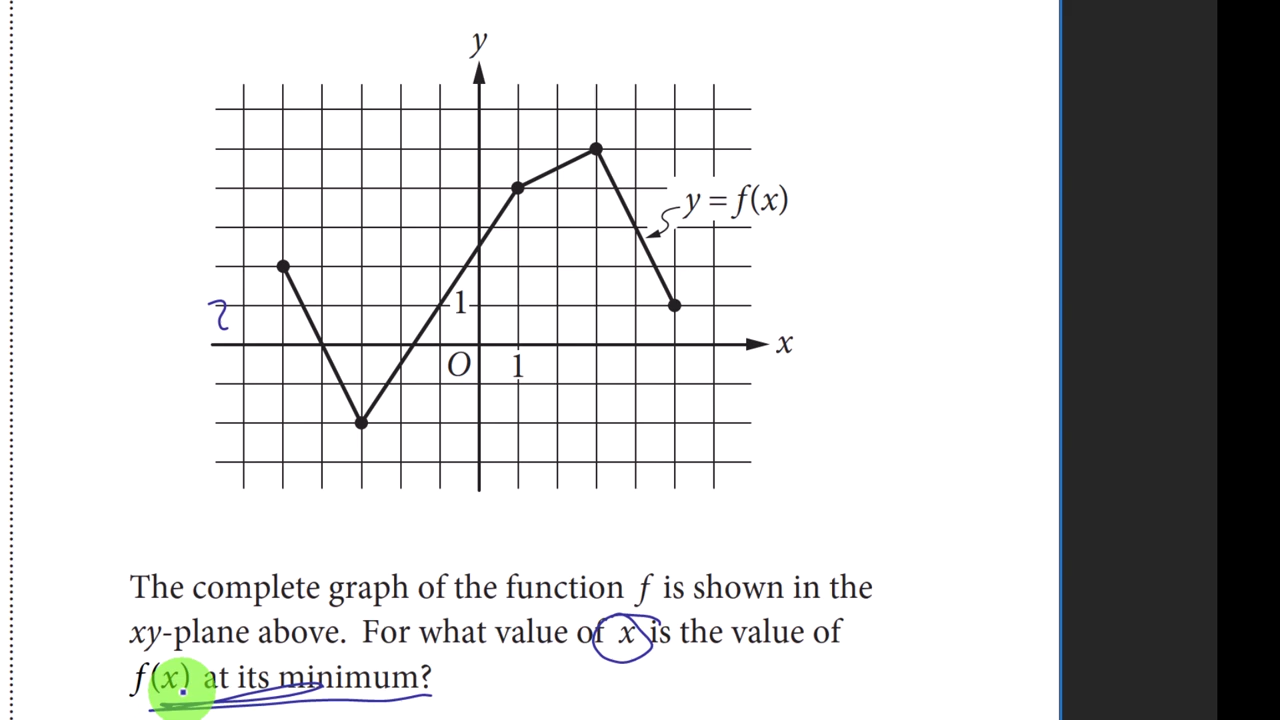 y
y = f(x)
1
x
O
1
2
The complete graph of the function f is shown in the
xy-plane above. For what value of x is the value of
f(x) at its minimum?